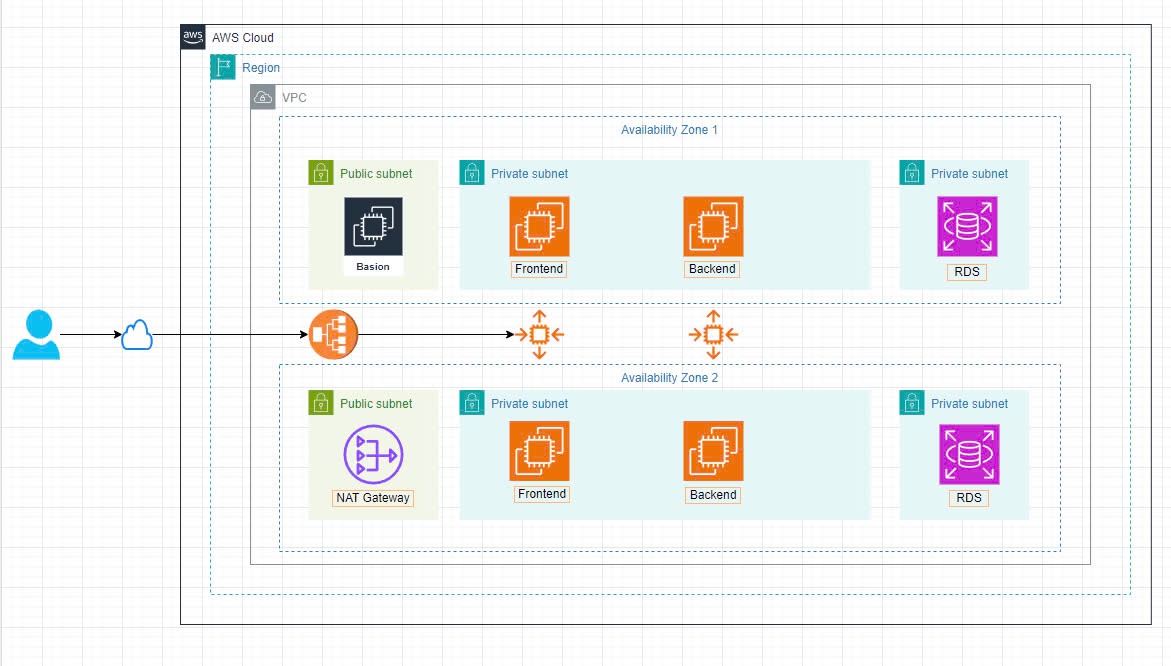 aws
AWS Cloud
Region
VPC
Availability Zone 1
Public subnet
Private subnet
Private subnet
Basion
Frontend
Backend
RDS
Availability Zone 2
Public subnet
Private subnet
Private subnet
NAT Gateway
Frontend
Backend
RDS